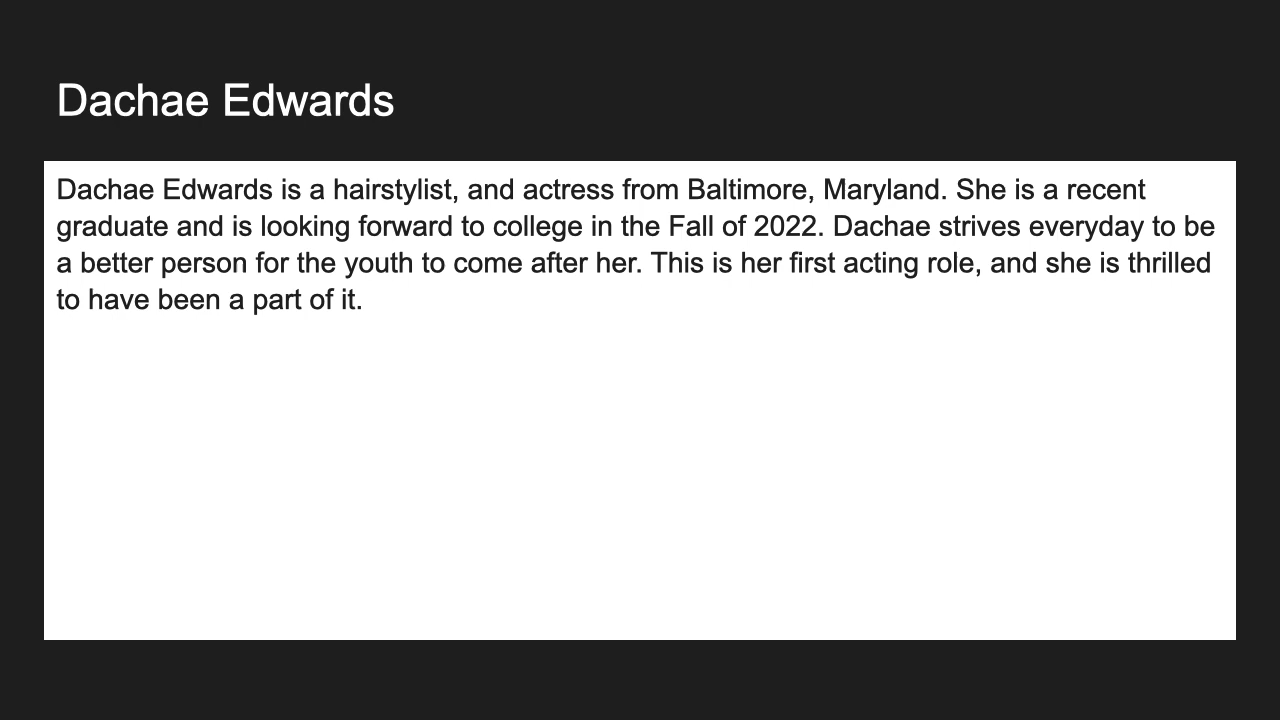 Dachae Edwards
Dachae Edwards is a hairstylist, and actress from Baltimore, Maryland. She is a recent
graduate and is looking forward to college in the Fall of 2022. Dachae strives everyday to be
a better person for the youth to come after her. This is her first acting role, and she is thrilled
to have been a part of it.